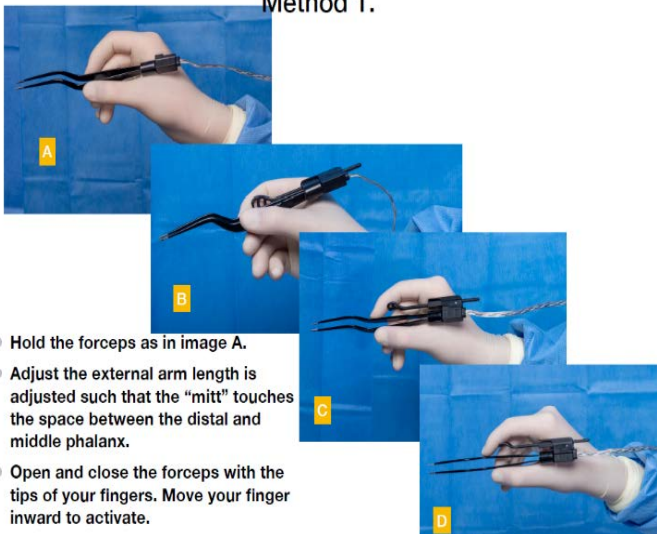 Method 1.
A
B
Hold the forceps as in image A.
Adjust the external arm length is
adjusted such that the “mitt” touches
the space between the distal and
middle phalanx.
C
Open and close the forceps with the
tips of your fingers. Move your finger
inward to activate.
D